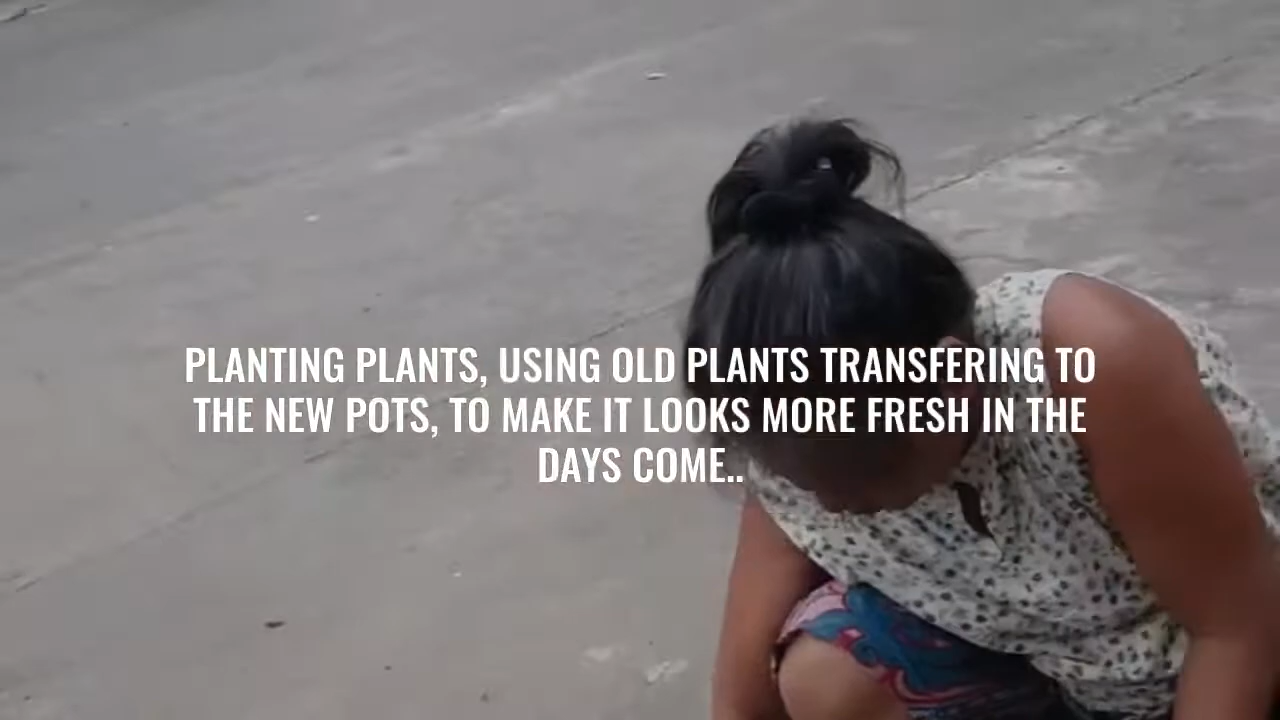 PLANTING PLANTS, USING OLD PLANTS TRANSFERING TO
THE NEW POTS, TO MAKE IT LOOKS MORE FRESH IN THE
DAYS COME..